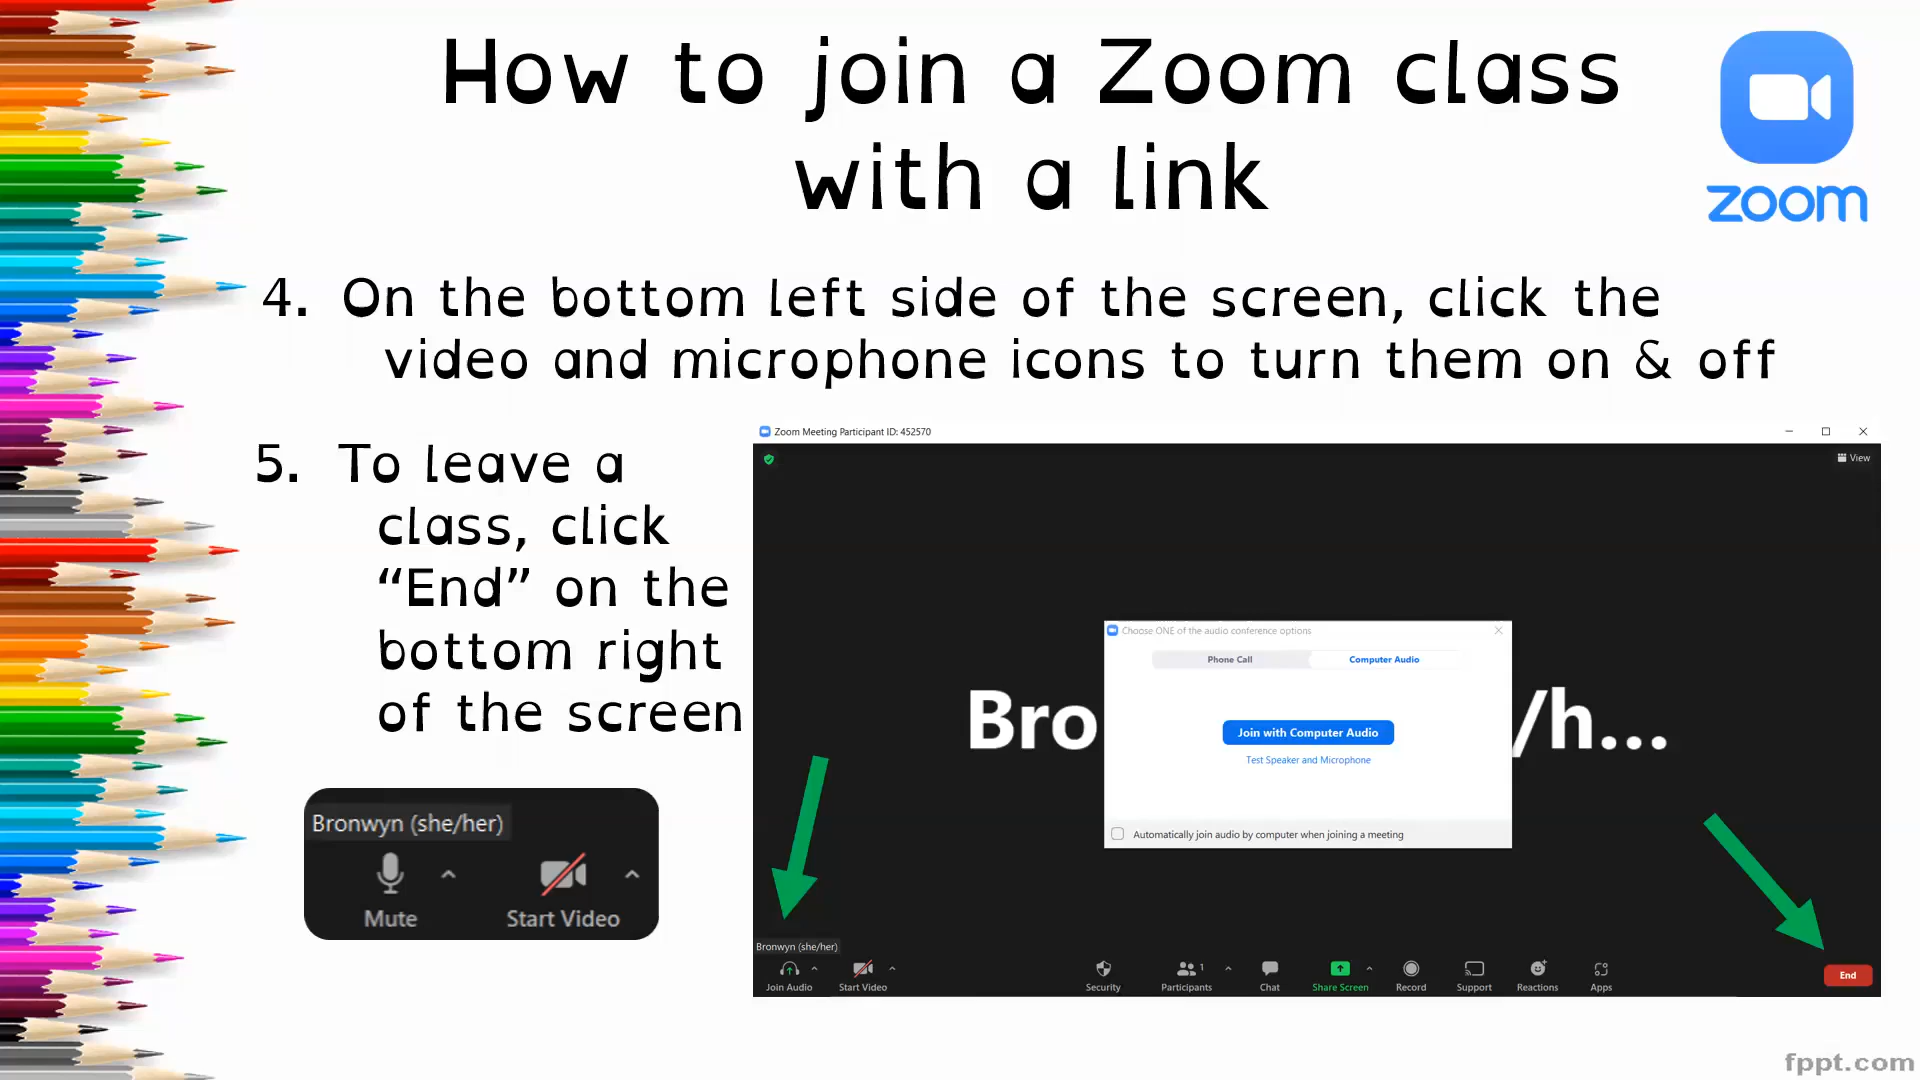 How to join a Zoom class
with a link
zoom
4. On the bottom left side of the screen, click the
video and microphone icons to turn them on & off
5. To leave a
class, click
“End” on the
bottom right
of the screen
Bronwyn (she/her)
Mute
Start Video
Zoom Meeting Participant ID: 452570
View
Choose ONE of the audio conference options
Phone Call
Computer Audio
Bro
/h...
Join with Computer Audio
Test Speaker and Microphone
Automatically join audio by computer when joining a meeting
Bronwyn (she/her)
1
Join Audio
Start Video
Security
Participants
Chat
Share Screen
Record
Support
Reactions
Apps
End
fppt.com